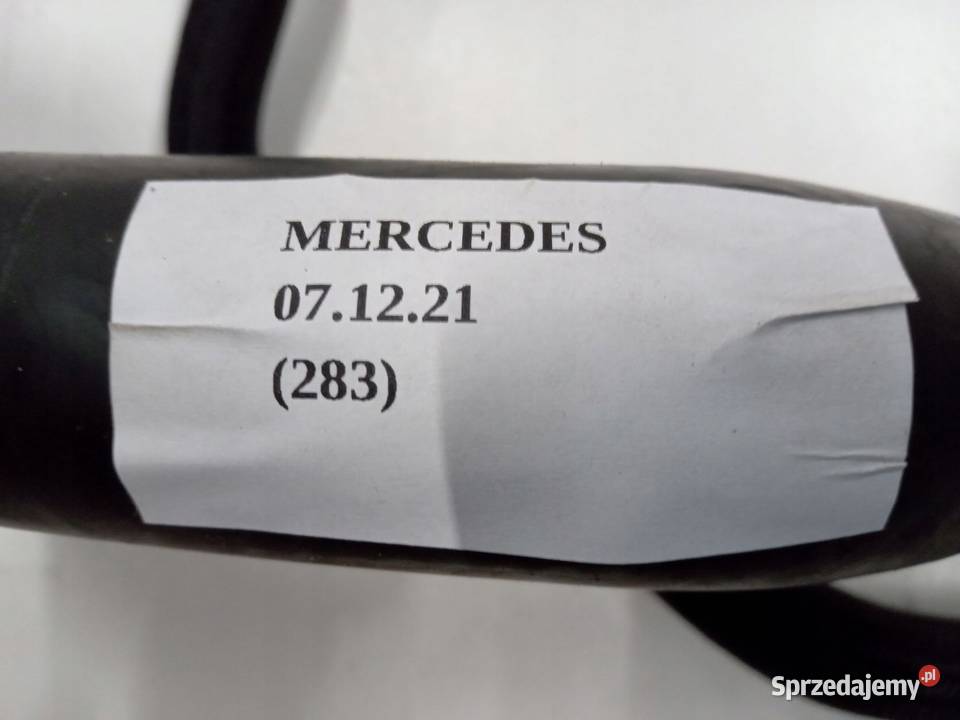 MERCEDES
07.12.21
(283)
Sprzedajemy.pl